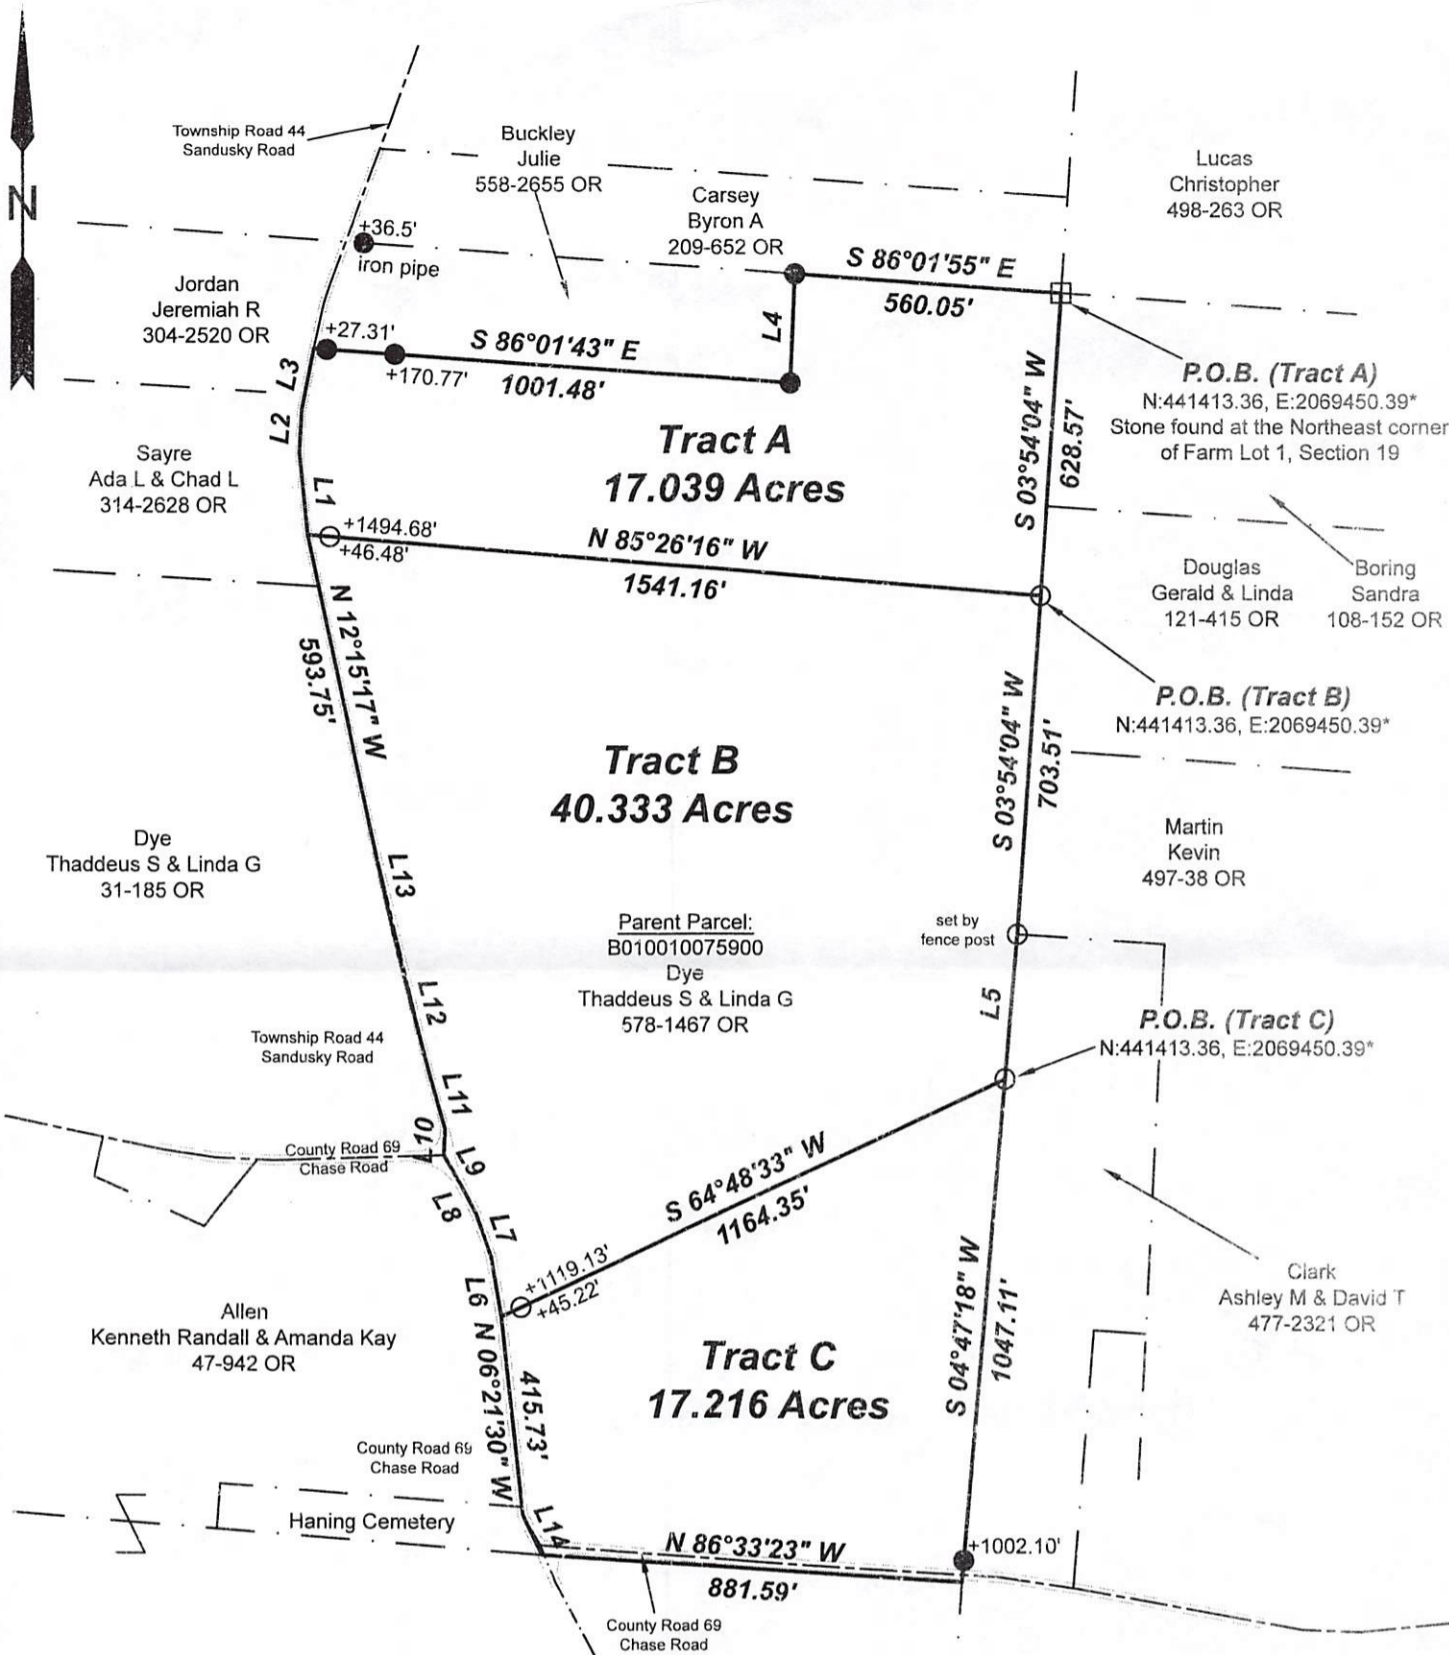 N
Township Road 44
Sandusky Road
Buckley
Julie
558-2655 OR
Carsey
Byron A
209-652 OR
Lucas
Christopher
498-263 OR
+36.5'
iron pipe
S 86°01'55" E
560.05'
Jordan
Jeremiah R
304-2520 OR
+27.31'
+170.77'
S 86°01'43" E
1001.48'
L4
L3
L2
L1
P.O.B. (Tract A)
N:441413.36, E:2069450.39*
Stone found at the Northeast corner
of Farm Lot 1, Section 19
S 03°54'04" W
628.57'
Tract A
17.039 Acres
Sayre
Ada L & Chad L
314-2628 OR
+1494.68'
+46.48'
N 85°26'16" W
1541.16'
Douglas
Gerald & Linda
121-415 OR
Boring
Sandra
108-152 OR
N 12°15'17" W
593.75'
P.O.B. (Tract B)
N:441413.36, E:2069450.39*
S 03°54'04" W
703.51'
Tract B
40.333 Acres
Dye
Thaddeus S & Linda G
31-185 OR
Martin
Kevin
497-38 OR
L13
Parent Parcel:
B010010075900
Dye
Thaddeus S & Linda G
578-1467 OR
set by
fence post
L12
L5
P.O.B. (Tract C)
N:441413.36, E:2069450.39*
Township Road 44
Sandusky Road
L11
L10
County Road 69
Chase Road
L9
L8
L7
S 64°48'33" W
1164.35'
+1119.13'
+45.22'
L6
Clark
Ashley M & David T
477-2321 OR
S 04°47'18" W
1047.11'
Allen
Kenneth Randall & Amanda Kay
47-942 OR
N 06°21'30" W
415.73'
Tract C
17.216 Acres
County Road 69
Chase Road
Haning Cemetery
L14
N 86°33'23" W
881.59'
+1002.10'
County Road 69
Chase Road